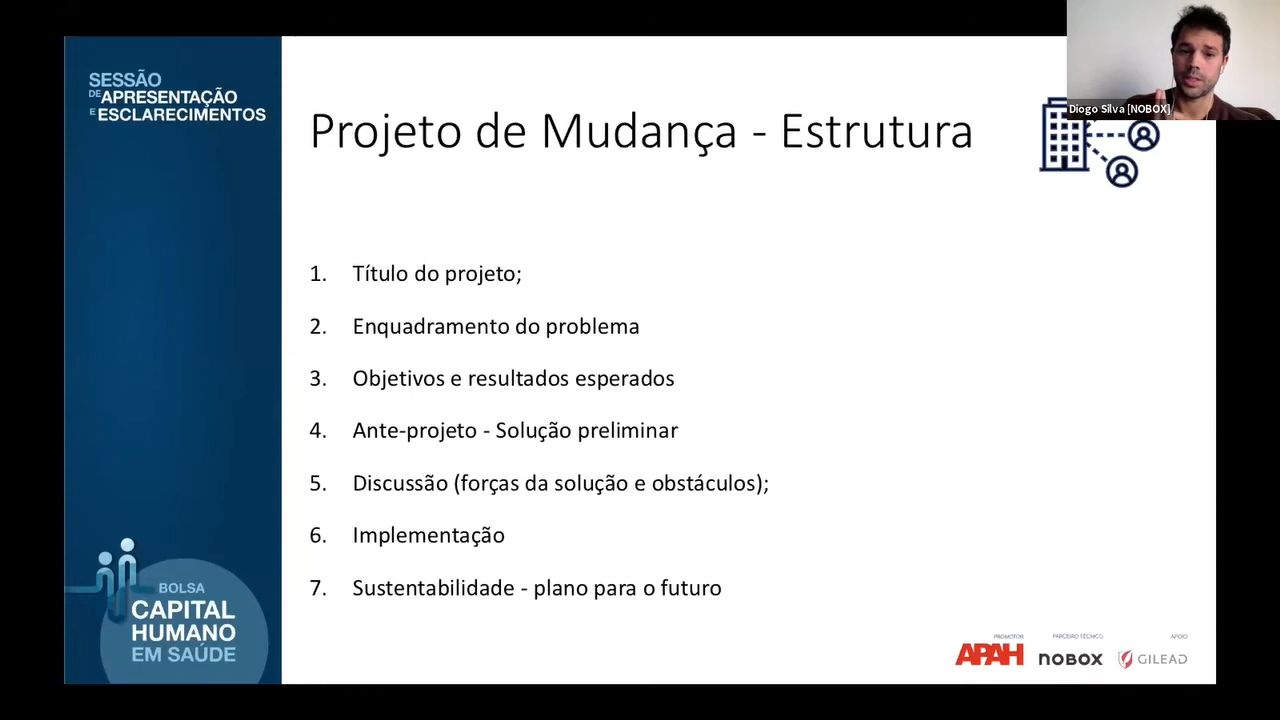 SESSÃO
DE APRESENTAÇÃO
E ESCLARECIMENTOS
Projeto de Mudança - Estrutura
Diogo Silva [NOBOX]
1. Título do projeto;
2. Enquadramento do problema
3. Objetivos e resultados esperados
4. Ante-projeto - Solução preliminar
5. Discussão (forças da solução e obstáculos);
6. Implementação
7. Sustentabilidade - plano para o futuro
BOLSA
CAPITAL
HUMANO
EM SAÚDE
PROMOTOR
APAH
PARCEIRO TÉCNICO
nobox
APOIO
GILEAD